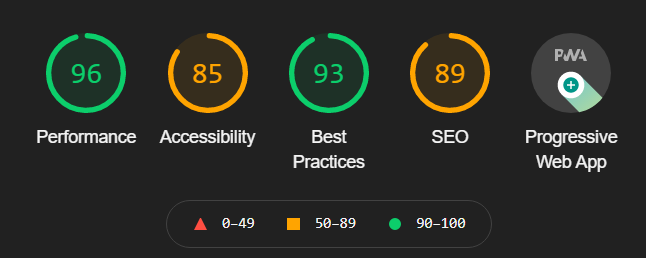 96 85 93 89 PWA
Performance Accessibility Best Practices SEO Progressive Web App
0–49 50–89 90–100